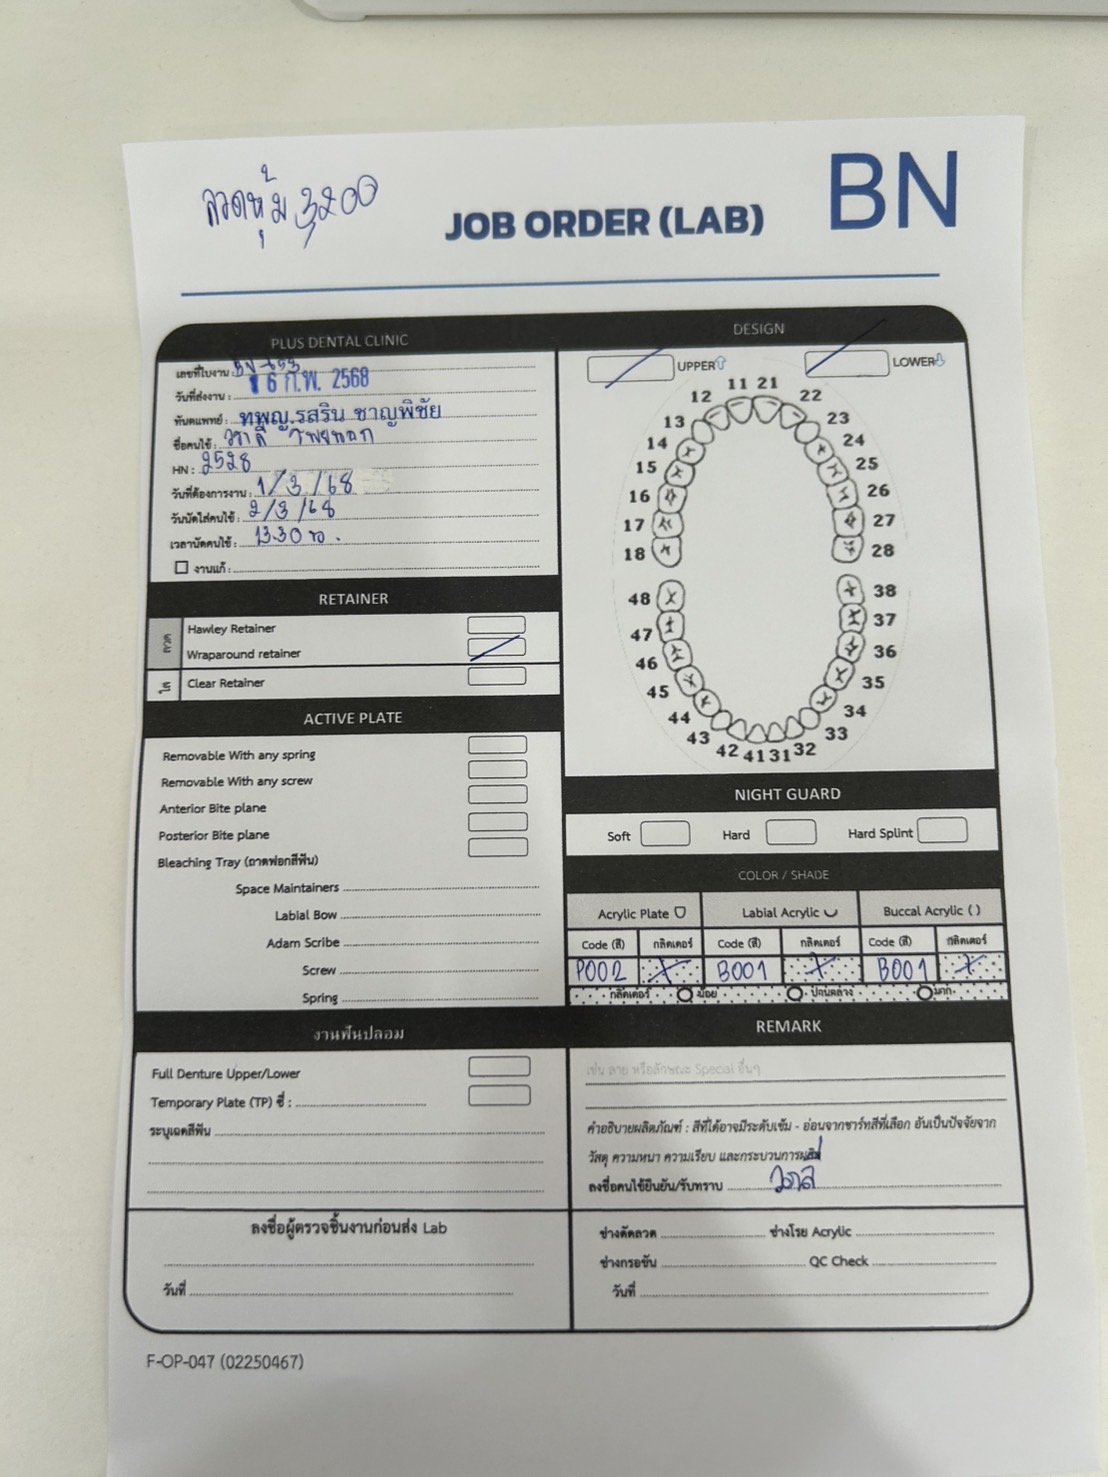 ลวดหุ้ม 3,200
JOB ORDER (LAB)
BN
PLUS DENTAL CLINIC
เลขที่ใบงาน : BN-653
วันที่ส่งงาน : 16 ก.พ. 2568
ทันตแพทย์ : ทพญ.รสริน ชาญพิชัย
ชื่อคนไข้ :
HN : 2528
วันที่ต้องการงาน : 1/3/68
วันนัดใส่คนไข้ : 2/3/68
เวลานัดคนไข้ : 13.30 น.
งานแก้ :
RETAINER
ลวด
Hawley Retainer
Wraparound retainer
ใส
Clear Retainer
ACTIVE PLATE
Removable With any spring
Removable With any screw
Anterior Bite plane
Posterior Bite plane
Bleaching Tray (ถาดฟอกสีฟัน)
Space Maintainers
Labial Bow
Adam Scribe
Screw
Spring
งานฟันปลอม
Full Denture Upper/Lower
Temporary Plate (TP) ซี่ :
ระบุเฉดสีฟัน
ลงชื่อผู้ตรวจชิ้นงานก่อนส่ง Lab
วันที่
DESIGN
UPPER LOWER
11 21
12 22
13 23
14 24
15 25
16 26
17 27
18 28
48 38
47 37
46 36
45 35
44 34
43 33
42 41 31 32
NIGHT GUARD
Soft Hard Hard Splint
COLOR / SHADE
Acrylic Plate Labial Acrylic Buccal Acrylic ( )
Code (สี) กลิตเตอร์ Code (สี) กลิตเตอร์ Code (สี) กลิตเตอร์
P002 X B001 X B001 X
กลิตเตอร์ น้อย ปานกลาง มาก
REMARK
เช่น ลาย หรือลักษณะ Special อื่นๆ
คำอธิบายผลิตภัณฑ์ : สีที่ได้อาจมีระดับเข้ม - อ่อนจากชาร์ทสีที่เลือก อันเป็นปัจจัยจาก
วัสดุ ความหนา ความเรียบ และกระบวนการผลิต
ลงชื่อคนไข้ยืนยัน/รับทราบ
ช่างดัดลวด ช่างโรย Acrylic
ช่างกรอขัน QC Check
วันที่
F-OP-047 (02250467)